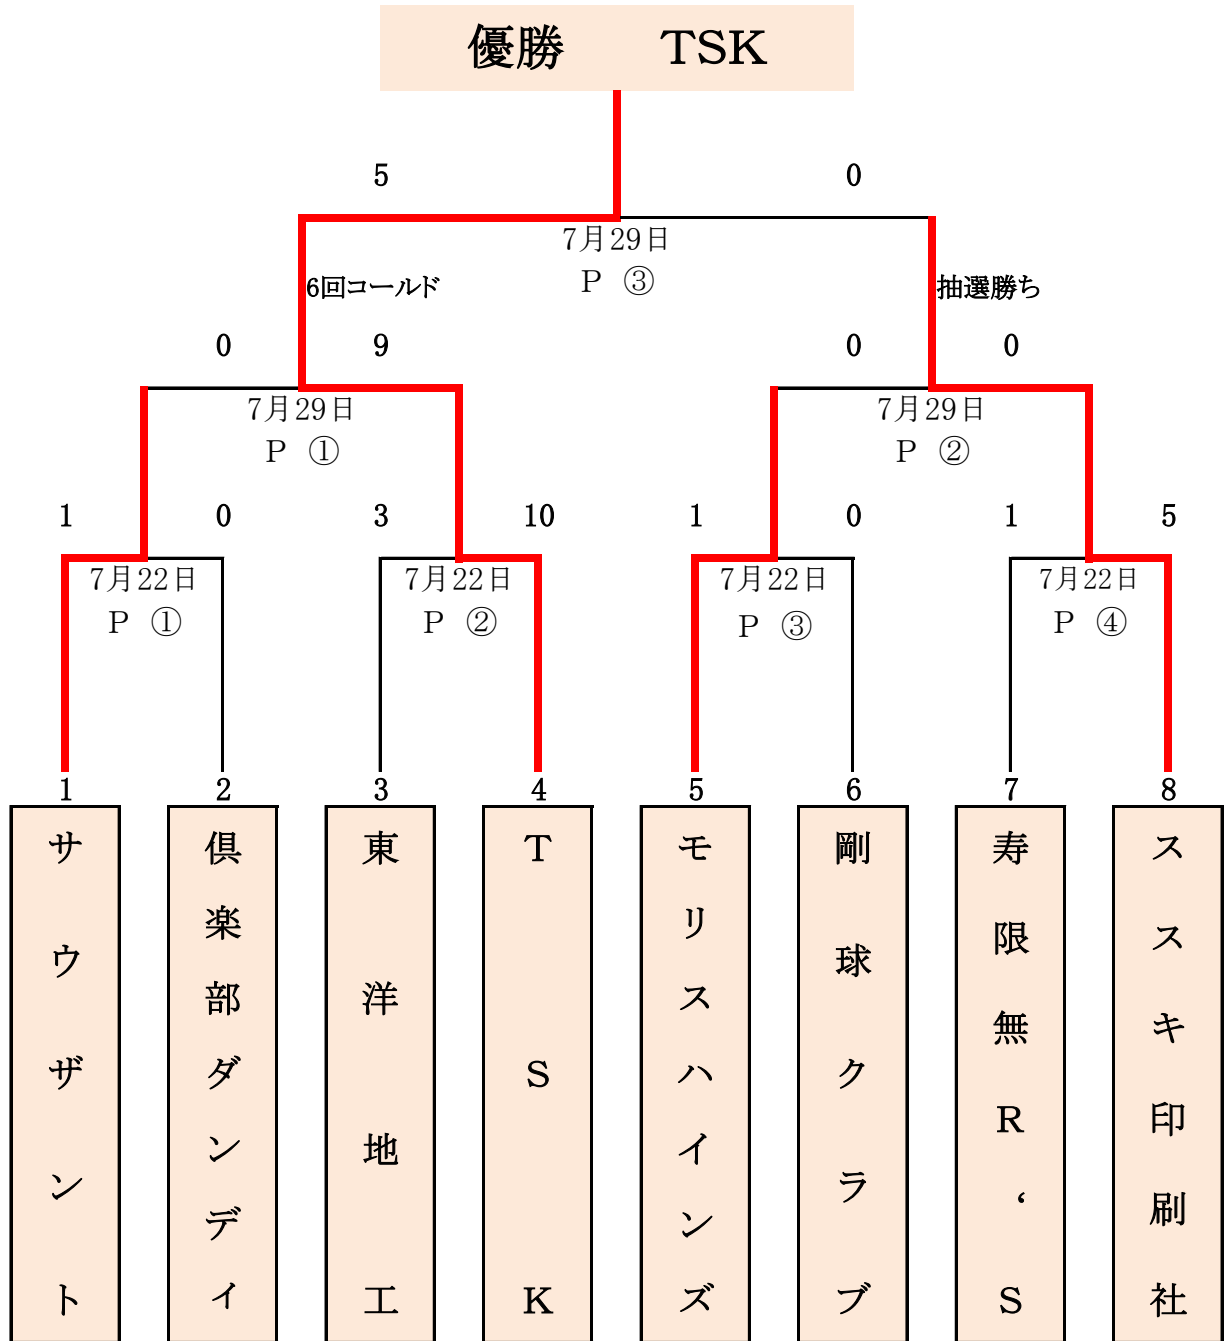 優勝 TSK
5 0
7月29日
P ③
6回コールド 抽選勝ち
0 9 0 0
7月29日 7月29日
P ① P ②
1 0 3 10 1 0 1 5
7月22日 7月22日 7月22日 7月22日
P ① P ② P ③ P ④
1 2 3 4 5 6 7 8
サウザント
倶楽部ダンディ
東洋地工
TSK
モリスハインズ
剛球クラブ
寿限無R‘S
ススキ印刷社